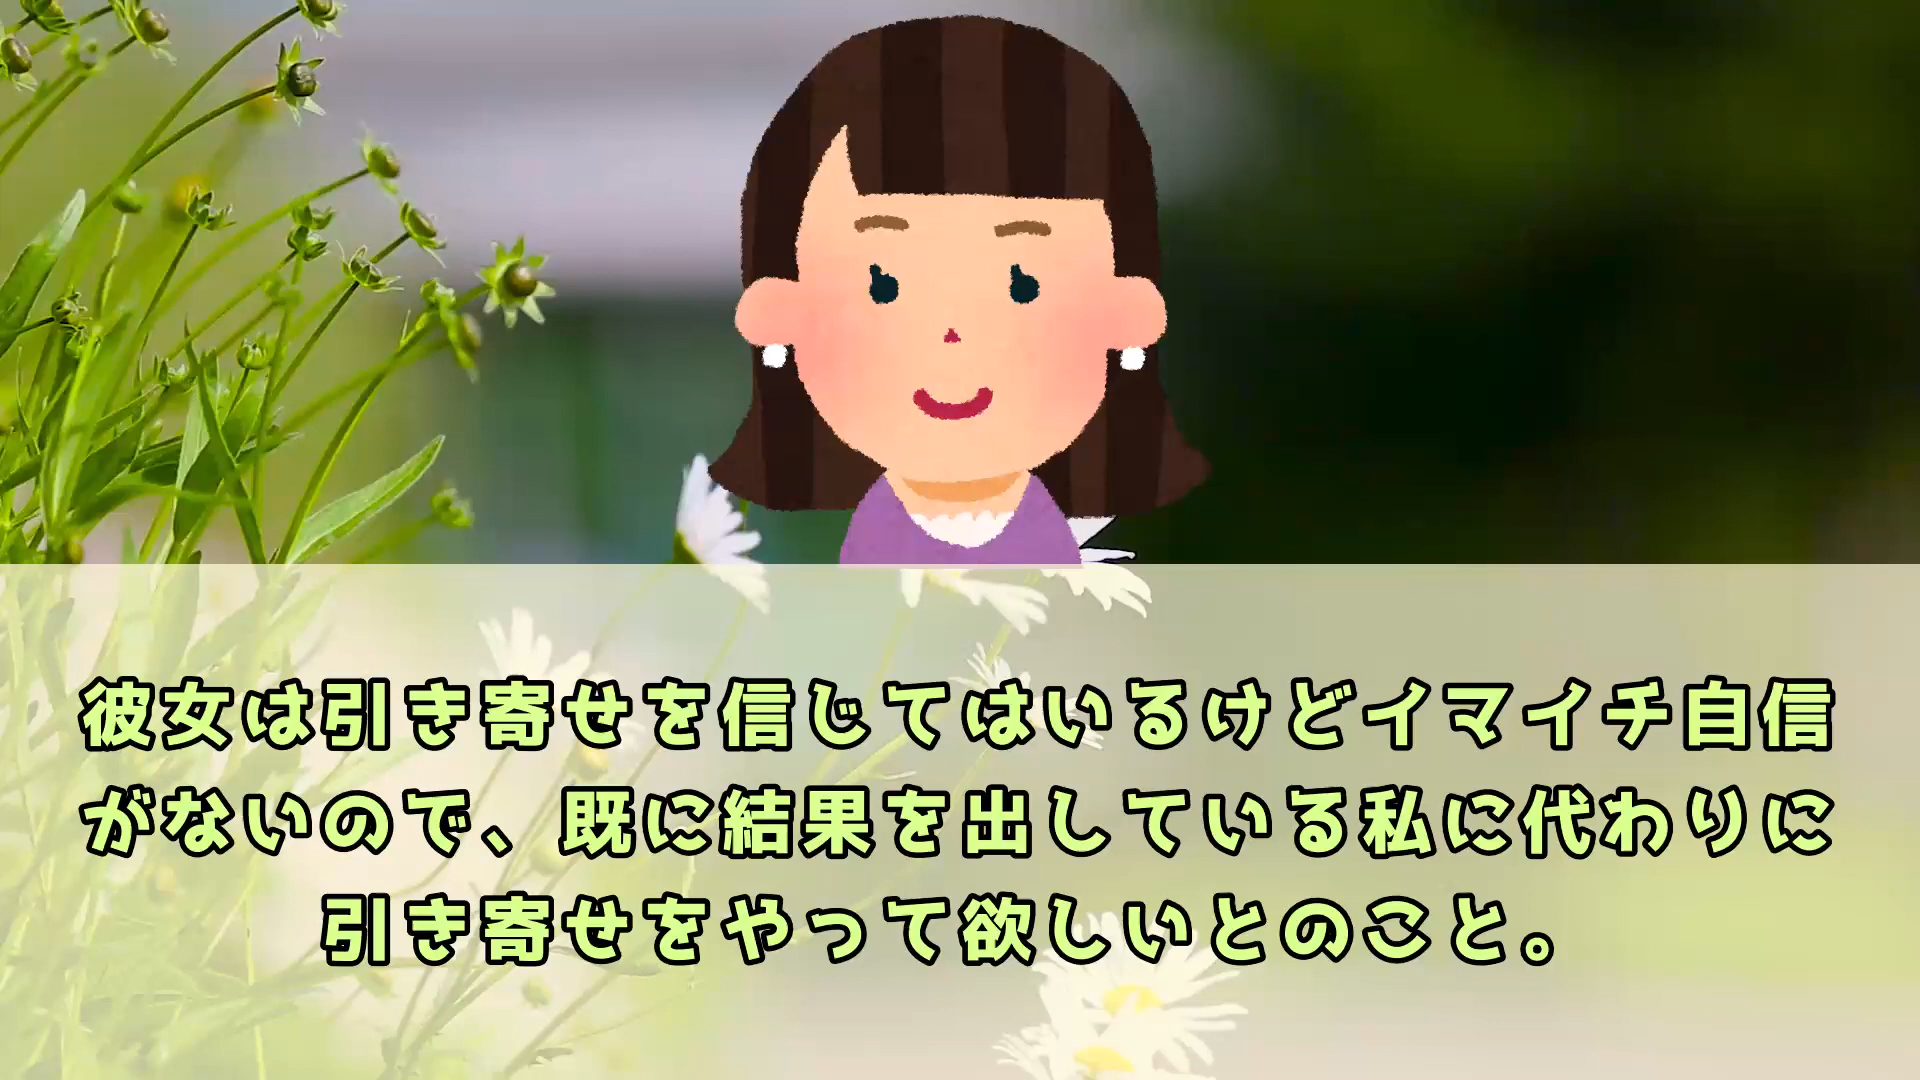 彼女は引き寄せを信じてはいるけどイマイチ自信
がないので、既に結果を出している私に代わりに
引き寄せをやって欲しいとのこと。